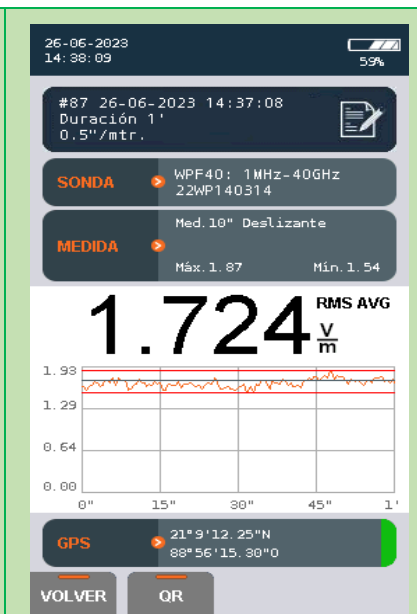 26-06-2023
14:38:09
59%
#87 26-06-2023 14:37:08
Duración 1'
0.5"/mtr.
SONDA
WPF40: 1MHz-40GHz
22WP140314
MEDIDA
Med.10" Deslizante
Máx.1.87 Mín.1.54
1.724 RMS AVG
V/m
1.93
1.29
0.64
0.00
0" 15" 30" 45" 1'
GPS
21°9'12.25"N
88°56'15.30"O
VOLVER QR